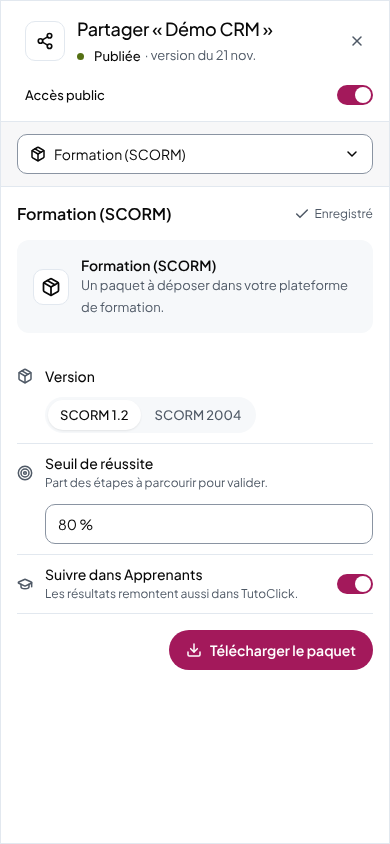 Partager « Démo CRM »
Publiée · version du 21 nov.
Accès public
Formation (SCORM)
Formation (SCORM)
Enregistré
Formation (SCORM)
Un paquet à déposer dans votre plateforme
de formation.
Version
SCORM 1.2
SCORM 2004
Seuil de réussite
Part des étapes à parcourir pour valider.
80 %
Suivre dans Apprenants
Les résultats remontent aussi dans TutoClick.
Télécharger le paquet